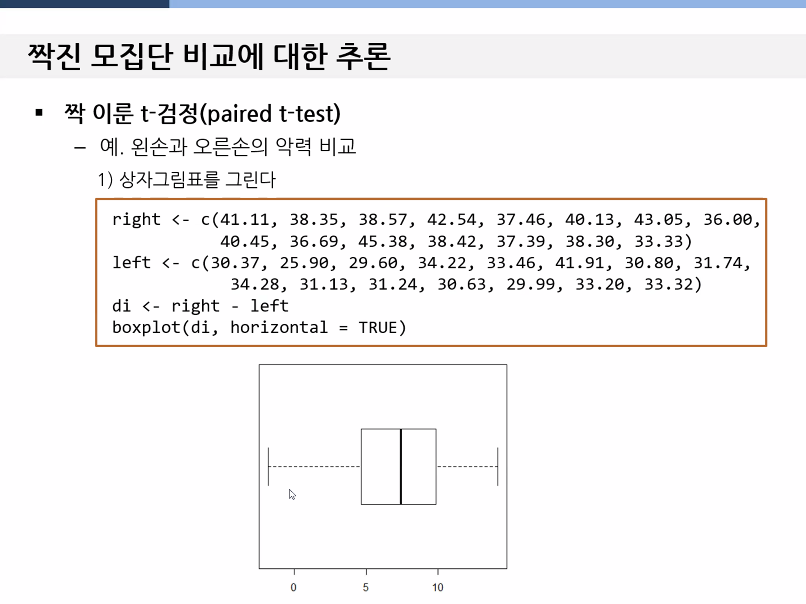 짝진 모집단 비교에 대한 추론
▪ 짝 이룬 t-검정(paired t-test)
– 예. 왼손과 오른손의 악력 비교
1) 상자그림표를 그린다
right <- c(41.11, 38.35, 38.57, 42.54, 37.46, 40.13, 43.05, 36.00,
40.45, 36.69, 45.38, 38.42, 37.39, 38.30, 33.33)
left <- c(30.37, 25.90, 29.60, 34.22, 33.46, 41.91, 30.80, 31.74,
34.28, 31.13, 31.24, 30.63, 29.99, 33.20, 33.32)
di <- right - left
boxplot(di, horizontal = TRUE)
0 5 10